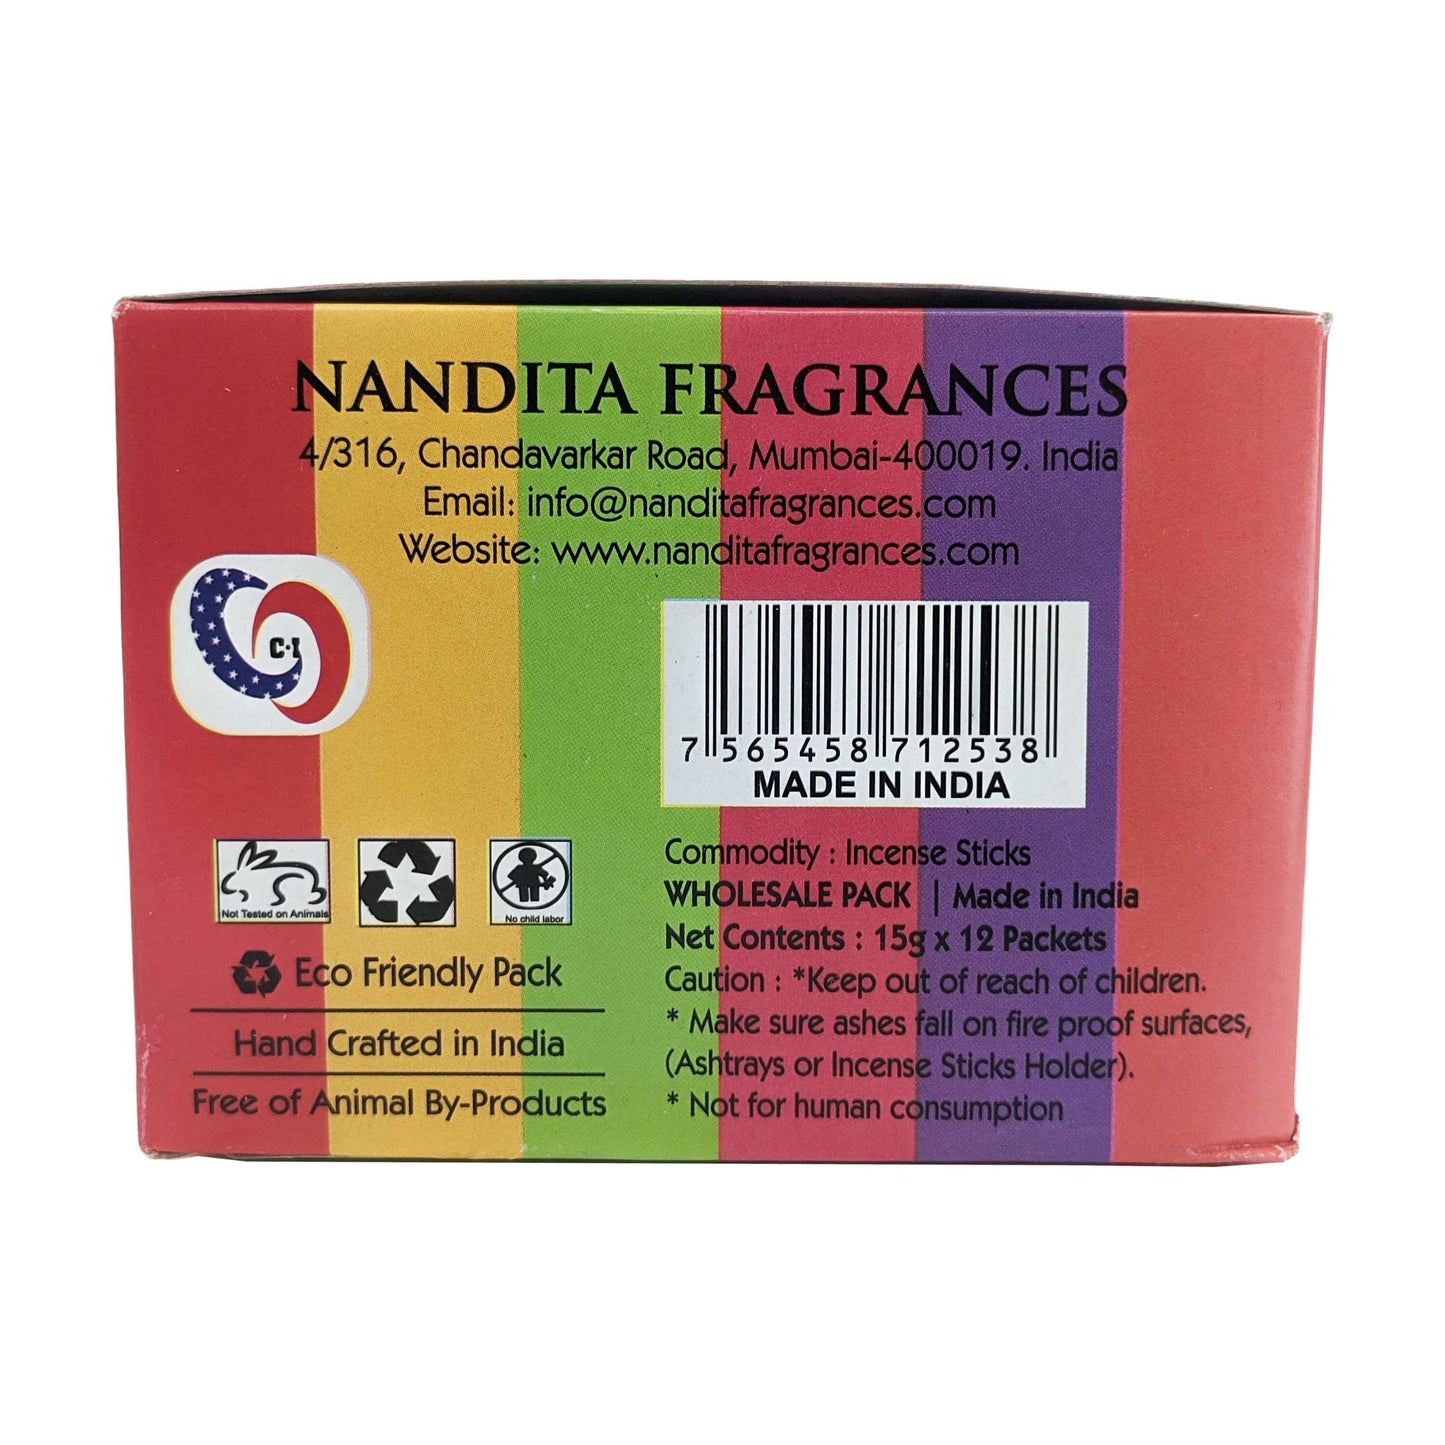 NANDITA FRAGRANCES
4/316, Chandavarkar Road, Mumbai-400019. India
Email: info@nanditafragrances.com
Website: www.nanditafragrances.com
C·I
7 565458 712538
MADE IN INDIA
Not Tested on Animals
No child labor
Eco Friendly Pack
Hand Crafted in India
Free of Animal By-Products
Commodity : Incense Sticks
WHOLESALE PACK | Made in India
Net Contents : 15g x 12 Packets
Caution : *Keep out of reach of children.
* Make sure ashes fall on fire proof surfaces,
(Ashtrays or Incense Sticks Holder).
* Not for human consumption